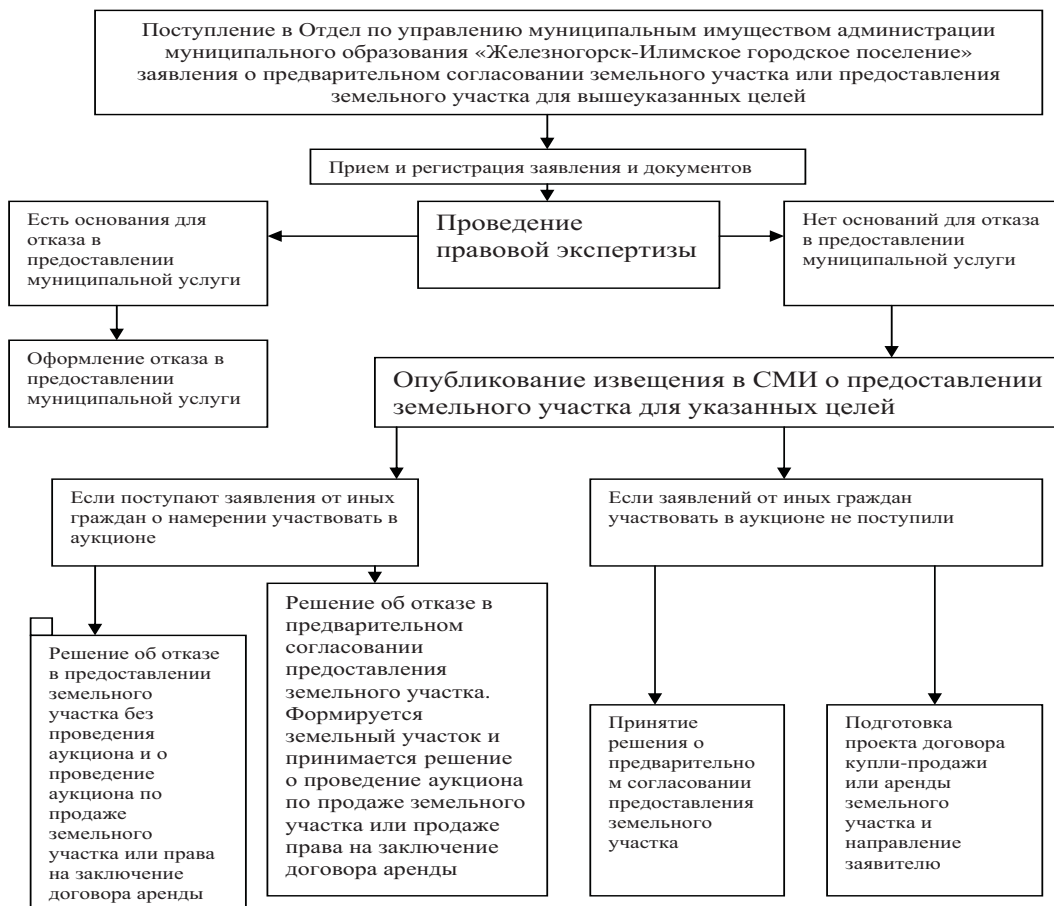 Поступление в Отдел по управлению муниципальным имуществом администрации
муниципального образования «Железногорск-Илимское городское поселение»
заявления о предварительном согласовании земельного участка или предоставления
земельного участка для вышеуказанных целей
Прием и регистрация заявления и документов
Есть основания для
отказа в
предоставлении
муниципальной услуги
Проведение
правовой экспертизы
Нет оснований для отказа
в предоставлении
муниципальной услуги
Оформление отказа в
предоставлении
муниципальной услуги
Опубликование извещения в СМИ о предоставлении
земельного участка для указанных целей
Если поступают заявления от иных
граждан о намерении участвовать в
аукционе
Если заявлений от иных граждан
участвовать в аукционе не поступили
Решение об отказе
в предоставлении
земельного
участка без
проведения
аукциона и о
проведение
аукциона по
продаже
земельного
участка или права
на заключение
договора аренды
Решение об отказе в
предварительном
согласовании
предоставления
земельного участка.
Формируется
земельный участок и
принимается решение
о проведение аукциона
по продаже земельного
участка или продаже
права на заключение
договора аренды
Принятие
решения о
предварительно
м согласовании
предоставления
земельного
участка
Подготовка
проекта договора
купли-продажи
или аренды
земельного
участка и
направление
заявителю